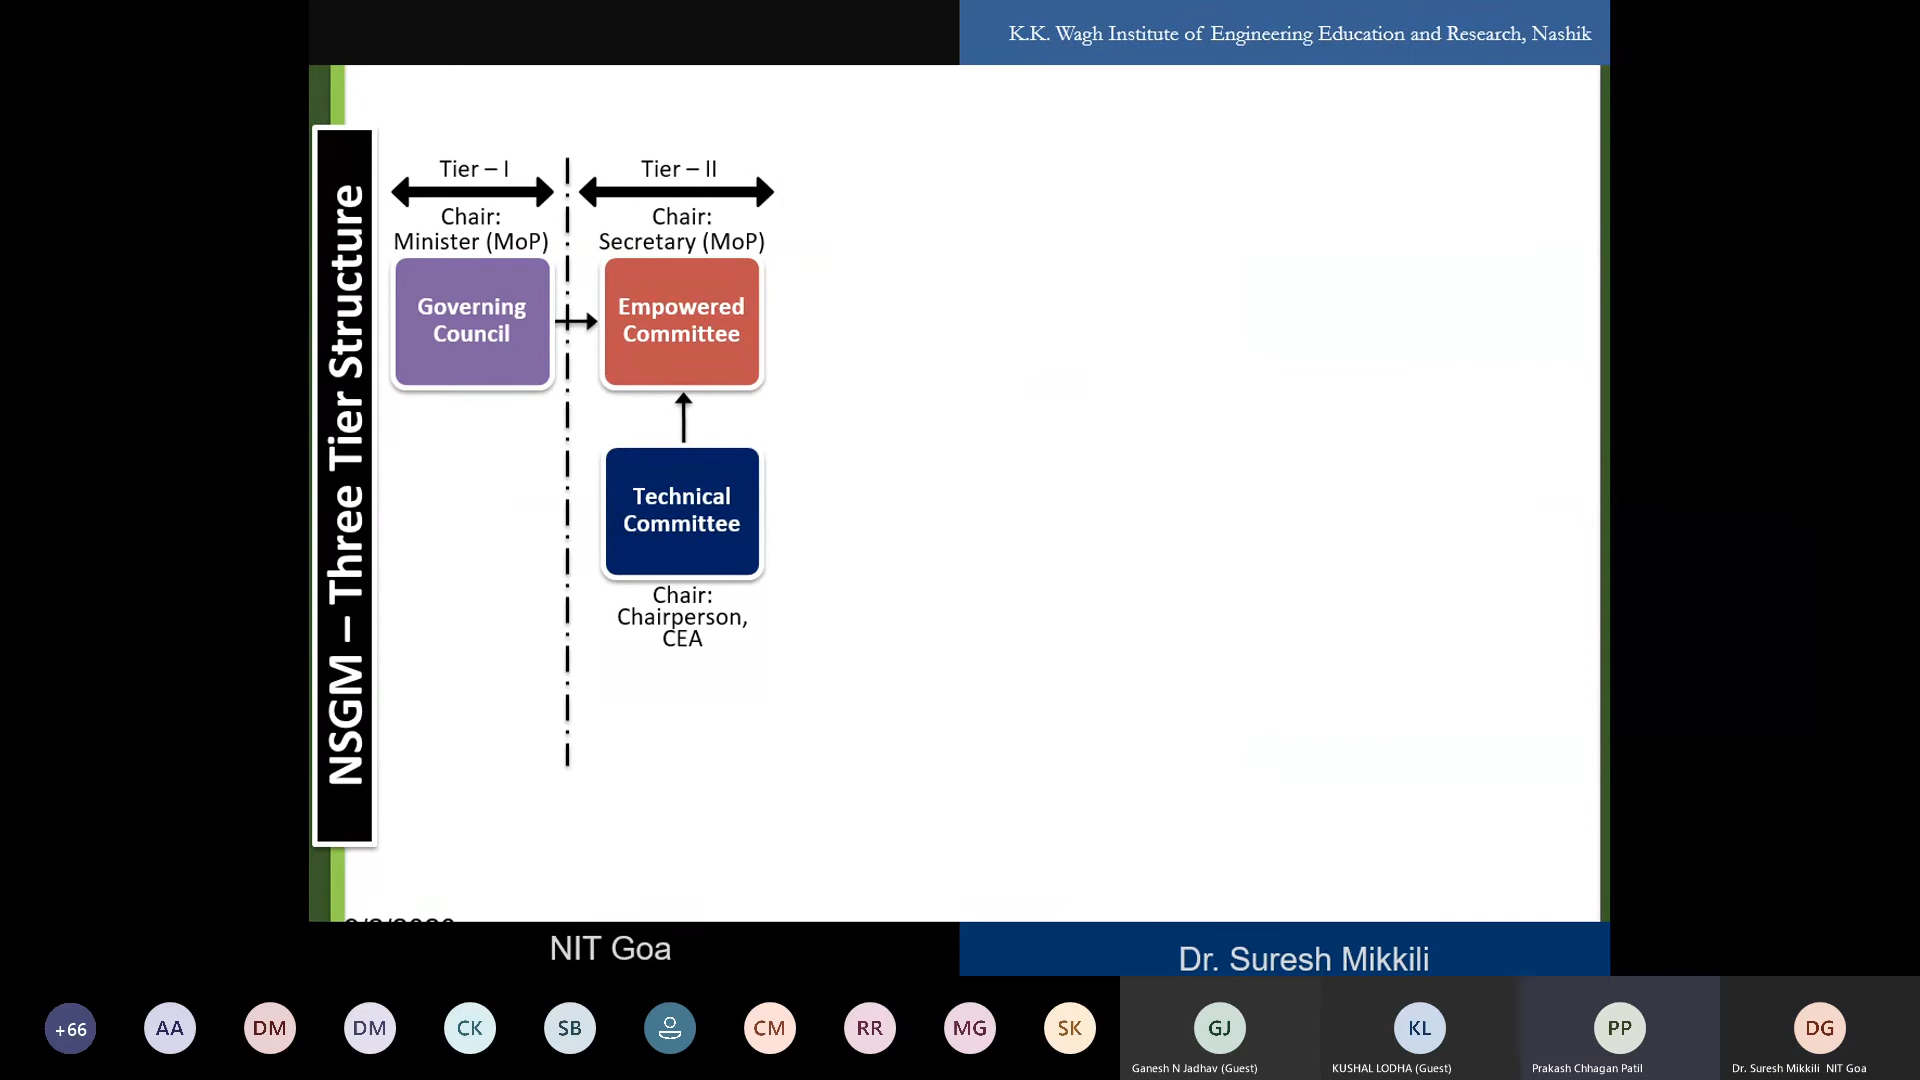 K.K. Wagh Institute of Engineering Education and Research, Nashik
NSGM – Three Tier Structure
Tier – I
Chair:
Minister (MoP)
Governing
Council
Tier – II
Chair:
Secretary (MoP)
Empowered
Committee
Technical
Committee
Chair:
Chairperson,
CEA
NIT Goa
Dr. Suresh Mikkili
+66
AA
DM
DM
CK
SB
CM
RR
MG
SK
GJ
Ganesh N Jadhav (Guest)
KL
KUSHAL LODHA (Guest)
PP
Prakash Chhagan Patil
DG
Dr. Suresh Mikkili NIT Goa